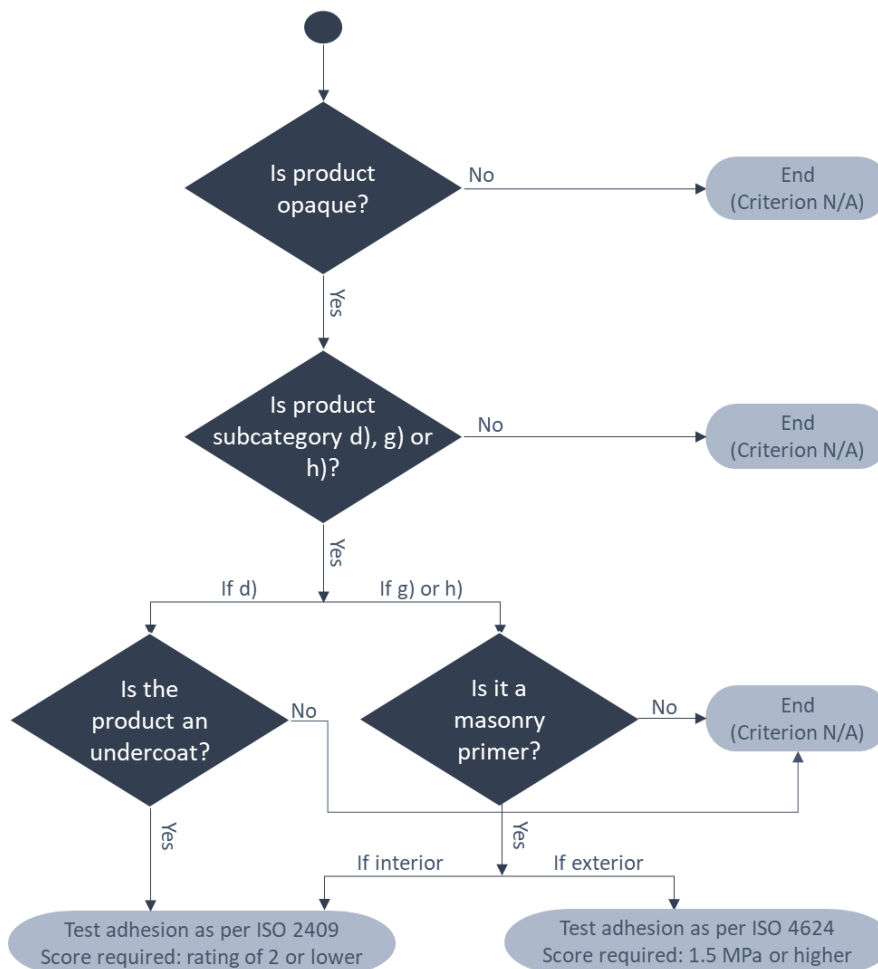 Is product
opaque?
No
End
(Criterion N/A)
Yes
Is product
subcategory d), g) or
h)?
No
End
(Criterion N/A)
Yes
If d)
If g) or h)
Is the
product an
undercoat?
No
Is it a
masonry
primer?
No
End
(Criterion N/A)
Yes
Yes
If interior
If exterior
Test adhesion as per ISO 2409
Score required: rating of 2 or lower
Test adhesion as per ISO 4624
Score required: 1.5 MPa or higher